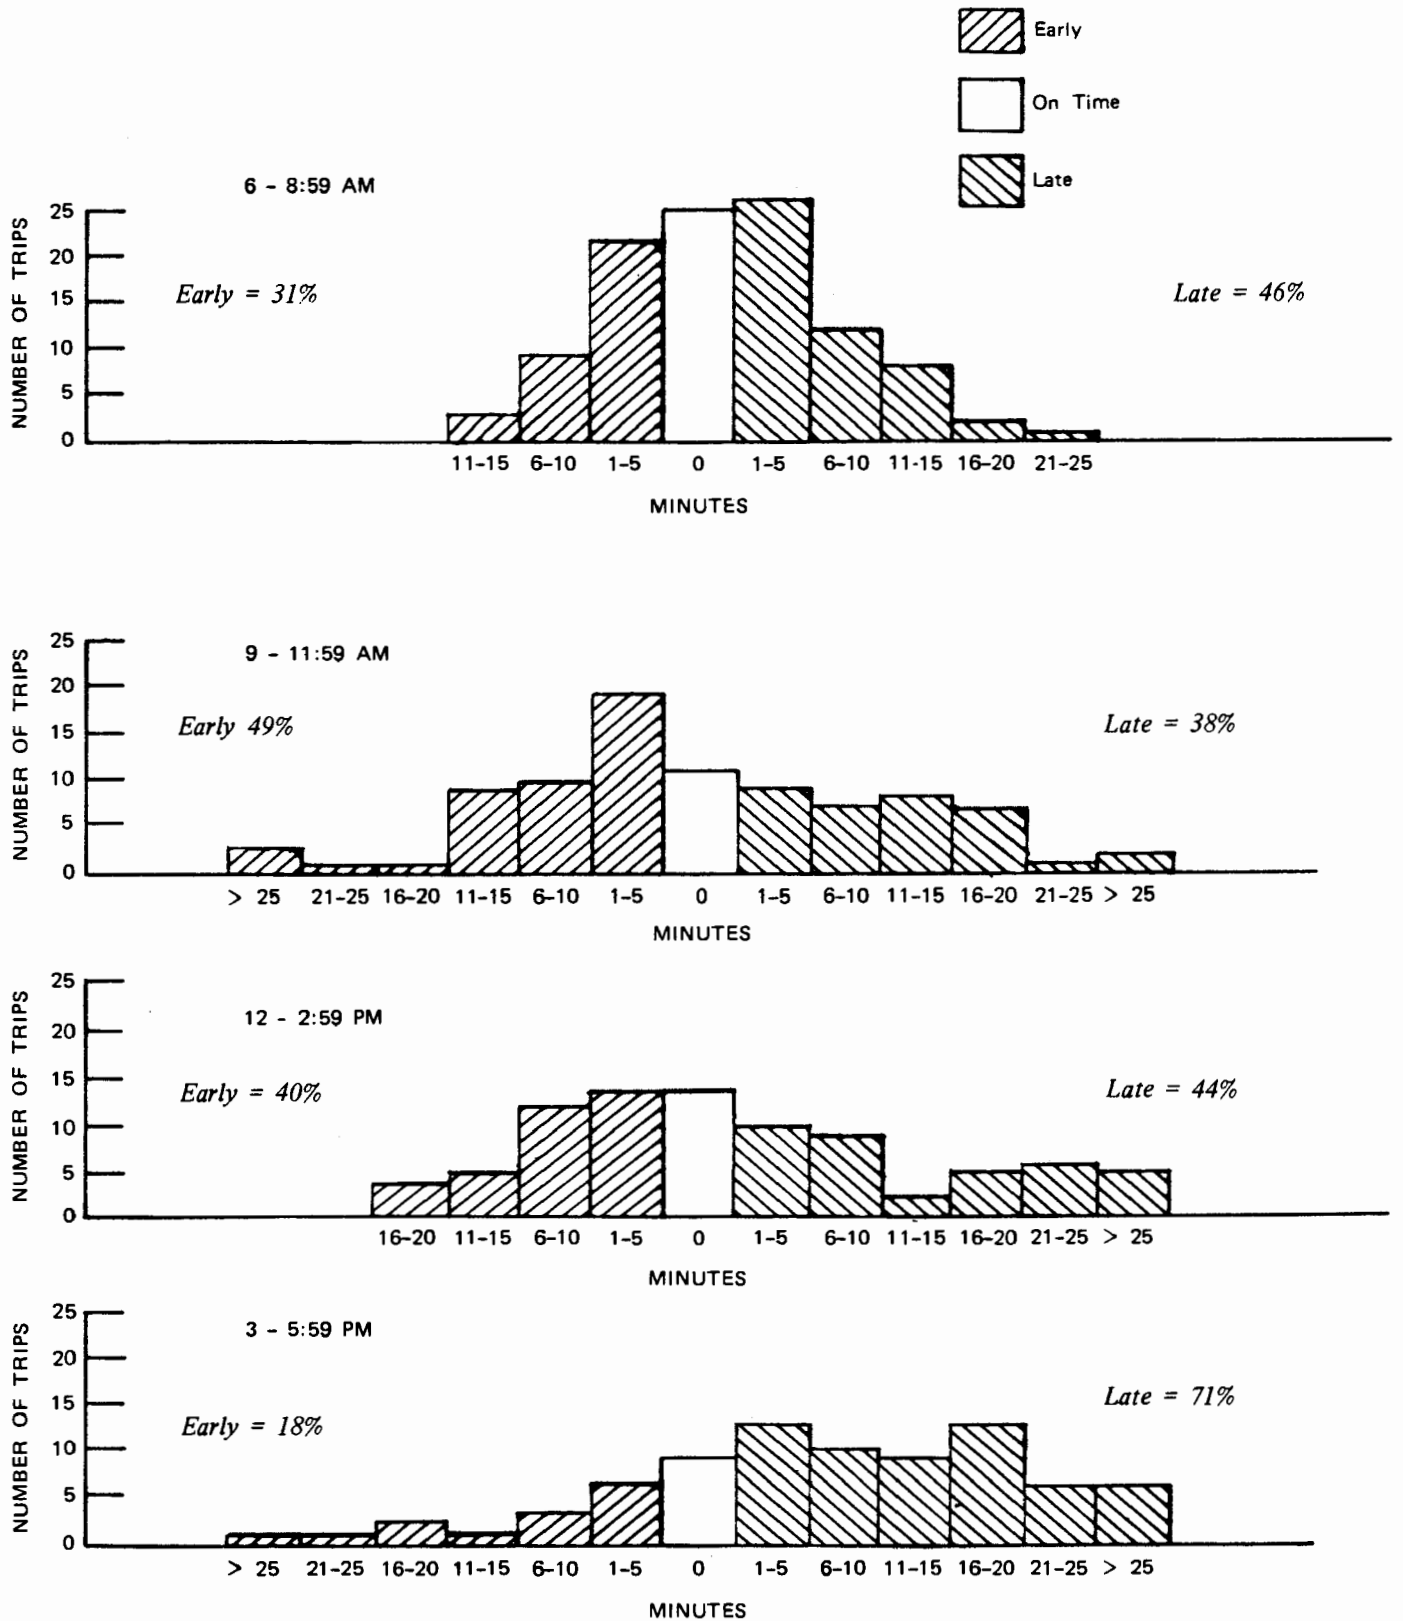 Early
On Time
Late
6 - 8:59 AM
NUMBER OF TRIPS
25
20
15
10
5
0
Early = 31%
Late = 46%
11-15 6-10 1-5 0 1-5 6-10 11-15 16-20 21-25
MINUTES
9 - 11:59 AM
NUMBER OF TRIPS
25
20
15
10
5
0
Early 49%
Late = 38%
> 25 21-25 16-20 11-15 6-10 1-5 0 1-5 6-10 11-15 16-20 21-25 > 25
MINUTES
12 - 2:59 PM
NUMBER OF TRIPS
25
20
15
10
5
0
Early = 40%
Late = 44%
16-20 11-15 6-10 1-5 0 1-5 6-10 11-15 16-20 21-25 > 25
MINUTES
3 - 5:59 PM
NUMBER OF TRIPS
25
20
15
10
5
0
Early = 18%
Late = 71%
> 25 21-25 16-20 11-15 6-10 1-5 0 1-5 6-10 11-15 16-20 21-25 > 25
MINUTES